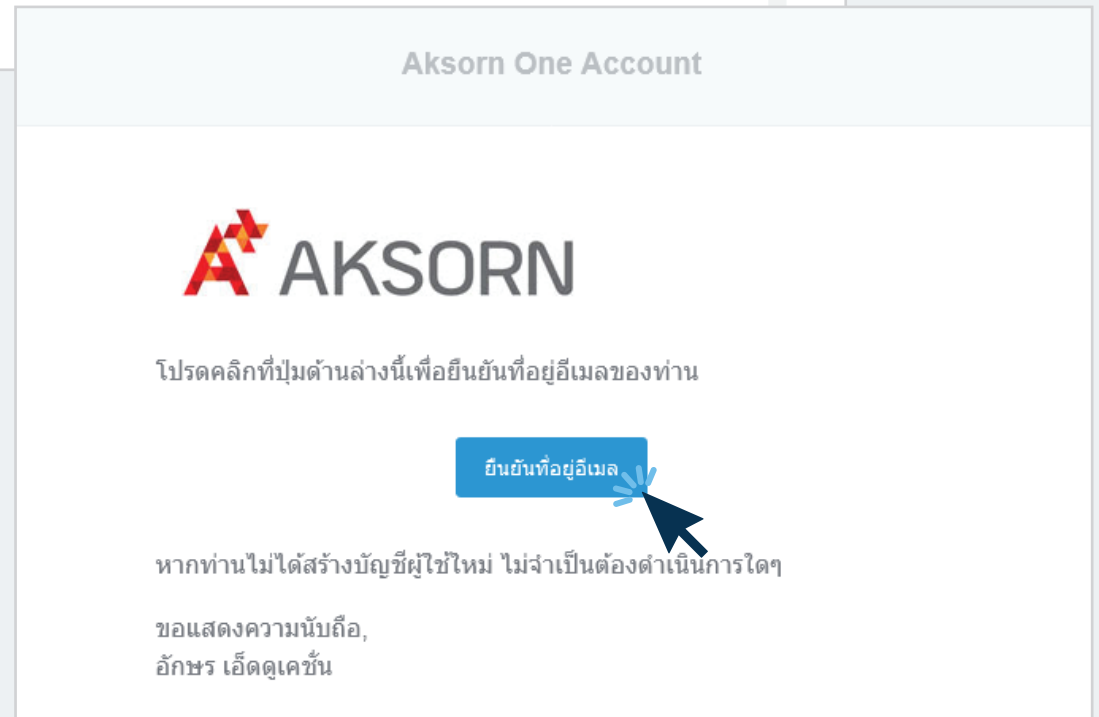 Aksorn One Account
AKSORN
โปรดคลิกที่ปุ่มด้านล่างนี้เพื่อยืนยันที่อยู่อีเมลของท่าน
ยืนยันที่อยู่อีเมล
หากท่านไม่ได้สร้างบัญชีผู้ใช้ใหม่ ไม่จำเป็นต้องดำเนินการใดๆ
ขอแสดงความนับถือ,
อักษร เอ็ดดูเคชั่น